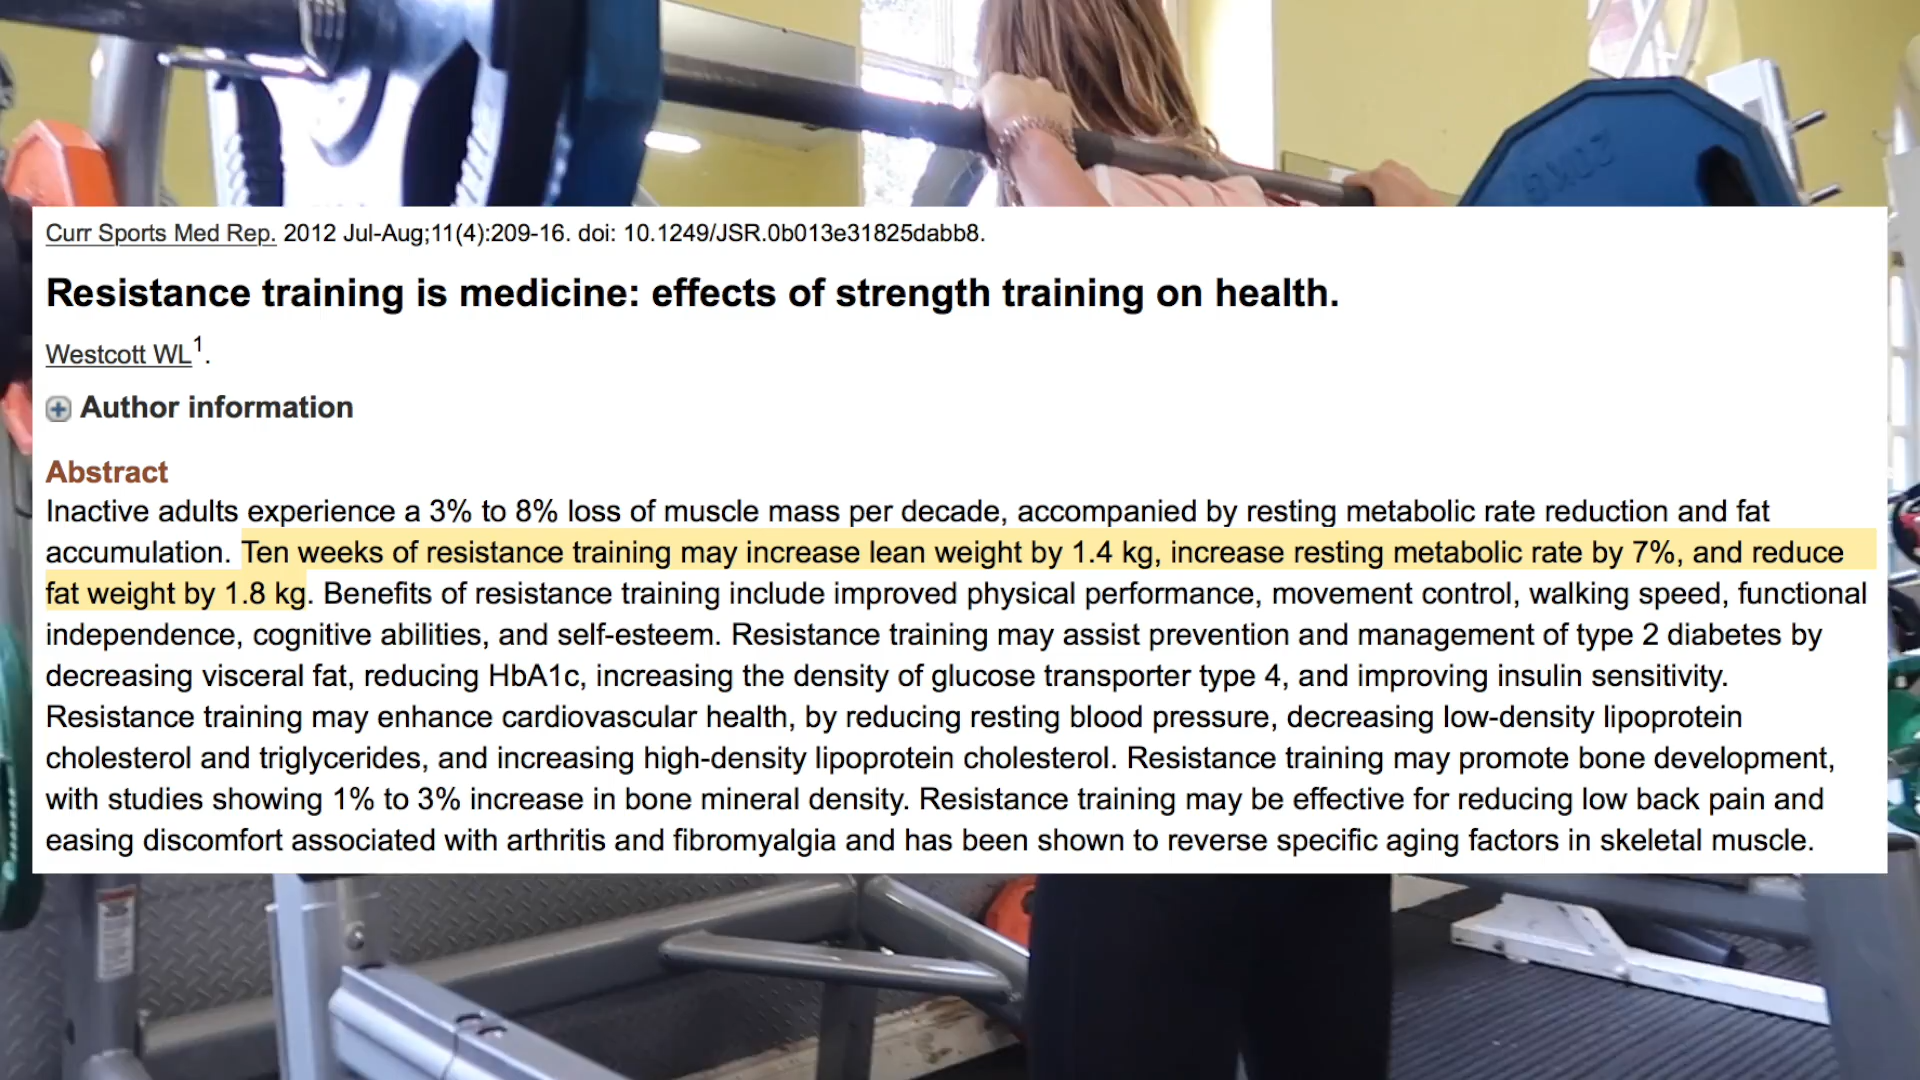 Curr Sports Med Rep. 2012 Jul-Aug;11(4):209-16. doi: 10.1249/JSR.0b013e31825dabb8.
Resistance training is medicine: effects of strength training on health.
Westcott WL1.
Author information
Abstract
Inactive adults experience a 3% to 8% loss of muscle mass per decade, accompanied by resting metabolic rate reduction and fat
accumulation. Ten weeks of resistance training may increase lean weight by 1.4 kg, increase resting metabolic rate by 7%, and reduce
fat weight by 1.8 kg. Benefits of resistance training include improved physical performance, movement control, walking speed, functional
independence, cognitive abilities, and self-esteem. Resistance training may assist prevention and management of type 2 diabetes by
decreasing visceral fat, reducing HbA1c, increasing the density of glucose transporter type 4, and improving insulin sensitivity.
Resistance training may enhance cardiovascular health, by reducing resting blood pressure, decreasing low-density lipoprotein
cholesterol and triglycerides, and increasing high-density lipoprotein cholesterol. Resistance training may promote bone development,
with studies showing 1% to 3% increase in bone mineral density. Resistance training may be effective for reducing low back pain and
easing discomfort associated with arthritis and fibromyalgia and has been shown to reverse specific aging factors in skeletal muscle.